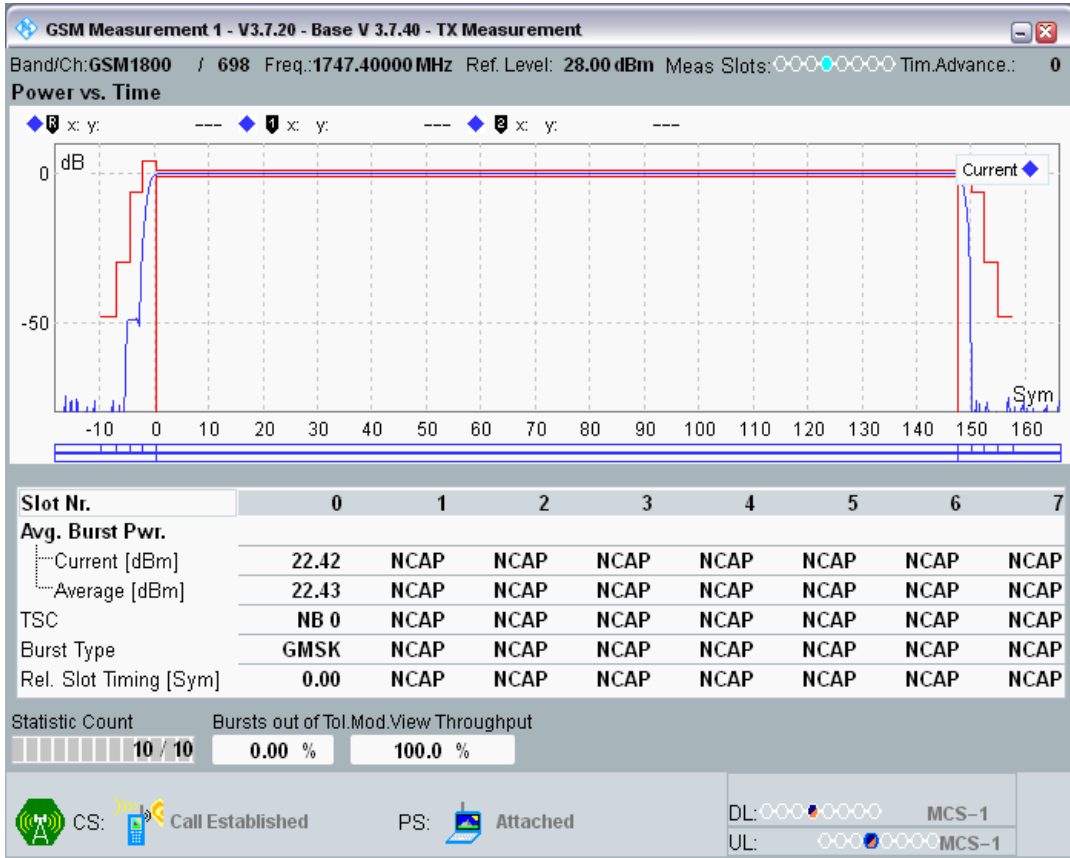 GSM Measurement 1 - V3.7.20 - Base V 3.7.40 - TX Measurement
Band/Ch:GSM1800 / 698 Freq.:1747.40000 MHz Ref. Level: 28.00 dBm Meas Slots: Tim.Advance.: 0
Power vs. Time
R x: y: --- 1 x: y: --- 2 x: y: ---
dB
0
Current
-50
Sym
-10 0 10 20 30 40 50 60 70 80 90 100 110 120 130 140 150 160
Slot Nr. 0 1 2 3 4 5 6 7
Avg. Burst Pwr.
Current [dBm] 22.42 NCAP NCAP NCAP NCAP NCAP NCAP NCAP
Average [dBm] 22.43 NCAP NCAP NCAP NCAP NCAP NCAP NCAP
TSC NB 0 NCAP NCAP NCAP NCAP NCAP NCAP NCAP
Burst Type GMSK NCAP NCAP NCAP NCAP NCAP NCAP NCAP
Rel. Slot Timing [Sym] 0.00 NCAP NCAP NCAP NCAP NCAP NCAP NCAP
Statistic Count Bursts out of Tol.Mod.View Throughput
10 / 10 0.00 % 100.0 %
CS: Call Established PS: Attached
DL: MCS-1
UL: MCS-1